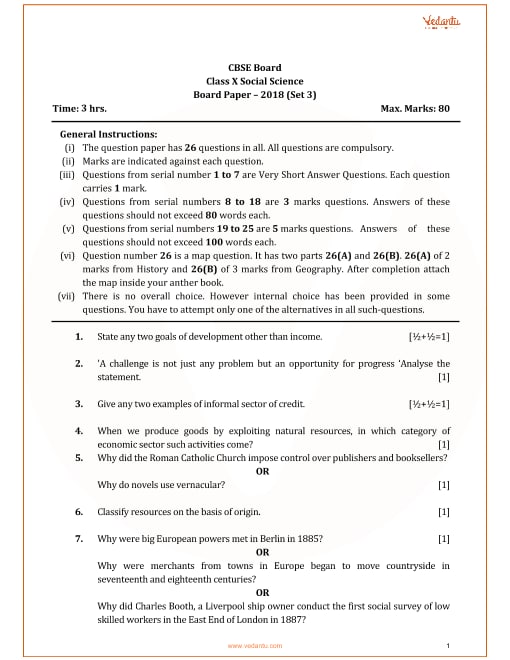 Vedantu
CBSE Board
Class X Social Science
Board Paper – 2018 (Set 3)
Time: 3 hrs. Max. Marks: 80
General Instructions:
(i) The question paper has 26 questions in all. All questions are compulsory.
(ii) Marks are indicated against each question.
(iii) Questions from serial number 1 to 7 are Very Short Answer Questions. Each question
carries 1 mark.
(iv) Questions from serial numbers 8 to 18 are 3 marks questions. Answers of these
questions should not exceed 80 words each.
(v) Questions from serial numbers 19 to 25 are 5 marks questions. Answers of these
questions should not exceed 100 words each.
(vi) Question number 26 is a map question. It has two parts 26(A) and 26(B). 26(A) of 2
marks from History and 26(B) of 3 marks from Geography. After completion attach
the map inside your anther book.
(vii) There is no overall choice. However internal choice has been provided in some
questions. You have to attempt only one of the alternatives in all such-questions.
1. State any two goals of development other than income. [½+½=1]
2. 'A challenge is not just any problem but an opportunity for progress 'Analyse the
statement. [1]
3. Give any two examples of informal sector of credit. [½+½=1]
4. When we produce goods by exploiting natural resources, in which category of
economic sector such activities come? [1]
5. Why did the Roman Catholic Church impose control over publishers and booksellers?
OR
Why do novels use vernacular? [1]
6. Classify resources on the basis of origin. [1]
7. Why were big European powers met in Berlin in 1885? [1]
OR
Why were merchants from towns in Europe began to move countryside in
seventeenth and eighteenth centuries?
OR
Why did Charles Booth, a Liverpool ship owner conduct the first social survey of low
skilled workers in the East End of London in 1887?
www.vedantu.com 1